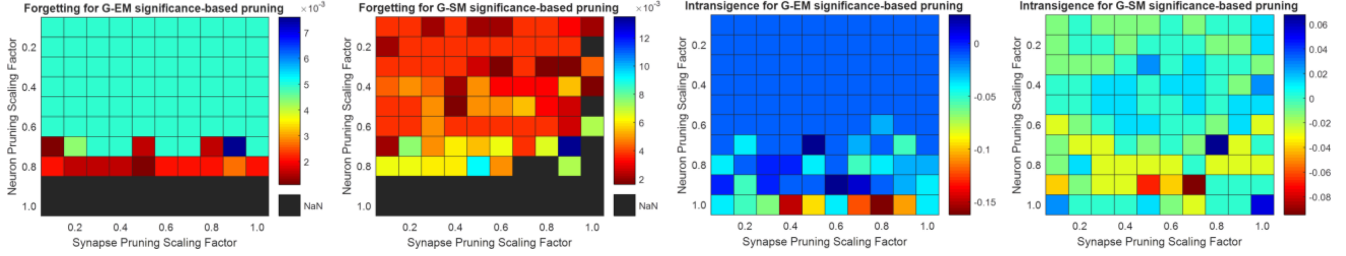 Forgetting for G-EM significance-based pruning
×10⁻³
0.2
0.4
0.6
0.8
1.0
Neuron Pruning Scaling Factor
0.2 0.4 0.6 0.8 1.0
Synapse Pruning Scaling Factor
7
6
5
4
3
2
NaN
Forgetting for G-SM significance-based pruning
×10⁻³
0.2
0.4
0.6
0.8
1.0
Neuron Pruning Scaling Factor
0.2 0.4 0.6 0.8 1.0
Synapse Pruning Scaling Factor
12
10
8
6
4
2
NaN
Intransigence for G-EM significance-based pruning
0.2
0.4
0.6
0.8
1.0
Neuron Pruning Scaling Factor
0.2 0.4 0.6 0.8 1.0
Synapse Pruning Scaling Factor
0
-0.05
-0.1
-0.15
Intransigence for G-SM significance-based pruning
0.2
0.4
0.6
0.8
1.0
Neuron Pruning Scaling Factor
0.2 0.4 0.6 0.8 1.0
Synapse Pruning Scaling Factor
0.06
0.04
0.02
0
-0.02
-0.04
-0.06
-0.08